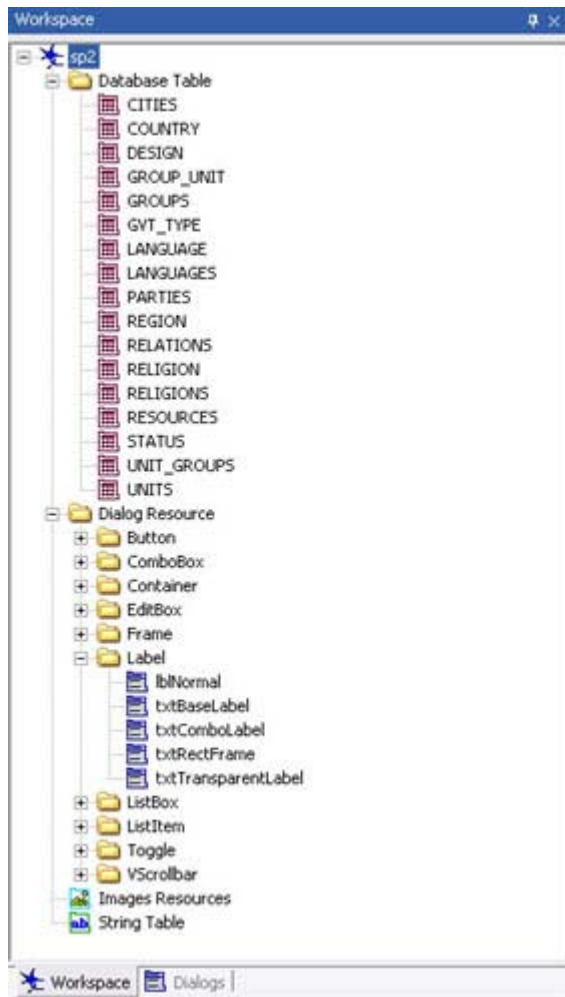 Workspace
sp2
Database Table
CITIES
COUNTRY
DESIGN
GROUP_UNIT
GROUPS
GVT_TYPE
LANGUAGE
LANGUAGES
PARTIES
REGION
RELATIONS
RELIGION
RELIGIONS
RESOURCES
STATUS
UNIT_GROUPS
UNITS
Dialog Resource
Button
ComboBox
Container
EditBox
Frame
Label
lblNormal
txtBaseLabel
txtComboLabel
txtRectFrame
txtTransparentLabel
ListBox
ListItem
Toggle
VScrollbar
Images Resources
ab String Table
Workspace Dialogs